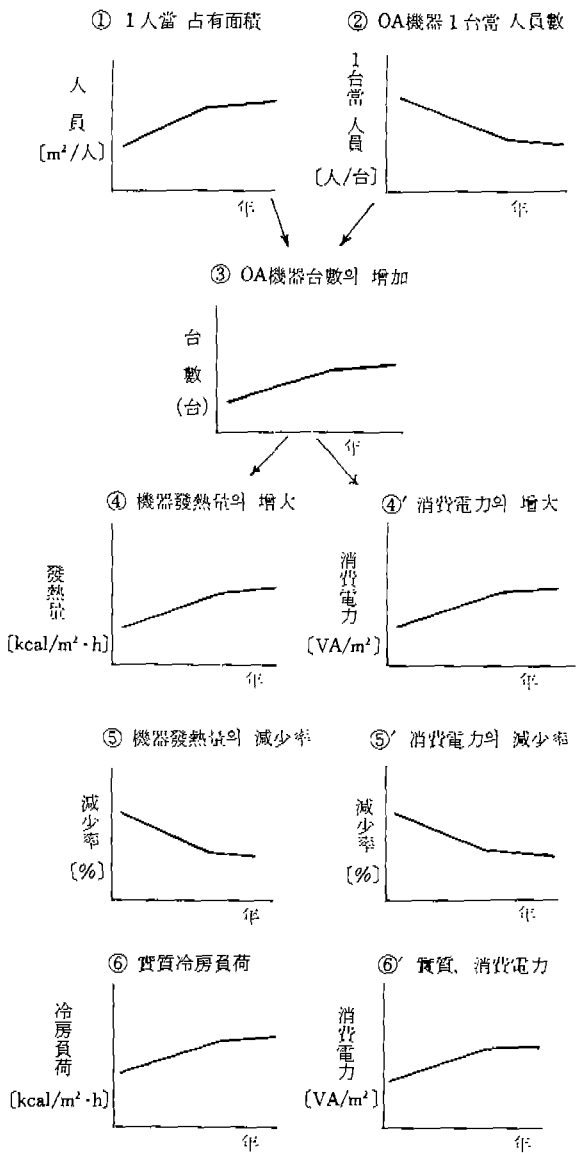 ① 1人當 占有面積
人員
[m²/人]
年
② OA機器 1台當 人員數
1台當 人員
[人/台]
年
③ OA機器台數의 增加
台數
(台)
年
④ 機器發熱量의 增大
發熱量
[kcal/m²·h]
年
④′ 消費電力의 增大
消費電力
[VA/m²]
年
⑤ 機器發熱量의 減少率
減少率
[%]
年
⑤′ 消費電力의 減少率
減少率
[%]
年
⑥ 實質冷房負荷
冷房負荷
[kcal/m²·h]
年
⑥′ 實質, 消費電力
消費電力
[VA/m²]
年